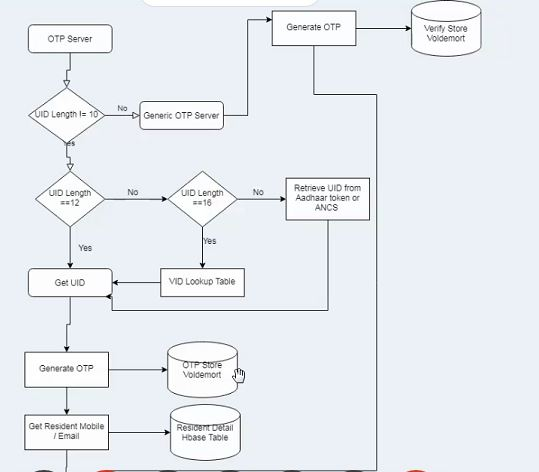 Generate OTP
Verify Store
Voldemort
OTP Server
UID Length != 10
No
Generic OTP Server
Yes
UID Length
==12
No
UID Length
==16
No
Retrieve UID from
Aadhaar token or
ANCS
Yes
Yes
Get UID
VID Lookup Table
Generate OTP
OTP Store
Voldemort
Get Resident Mobile
/ Email
Resident Detail
Hbase Table